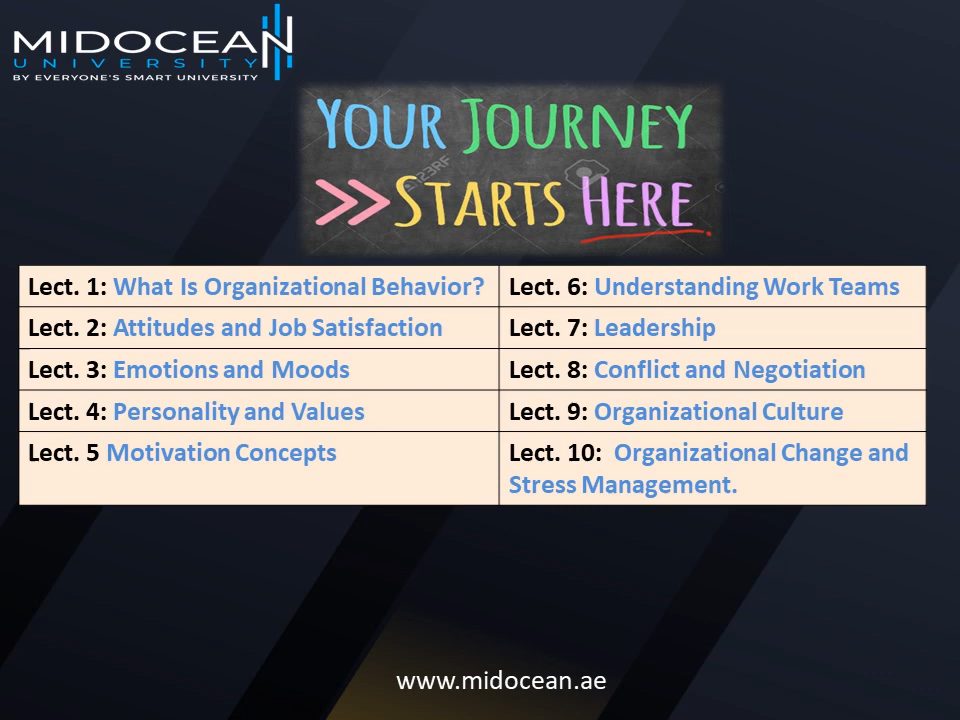 MIDOCEAN
UNIVERSITY
BY EVERYONE'S SMART UNIVERSITY
YOUR JOURNEY
>>STARTS HERE.
123RF
Lect. 1: What Is Organizational Behavior?
Lect. 6: Understanding Work Teams
Lect. 2: Attitudes and Job Satisfaction
Lect. 7: Leadership
Lect. 3: Emotions and Moods
Lect. 8: Conflict and Negotiation
Lect. 4: Personality and Values
Lect. 9: Organizational Culture
Lect. 5 Motivation Concepts
Lect. 10: Organizational Change and
Stress Management.
www.midocean.ae